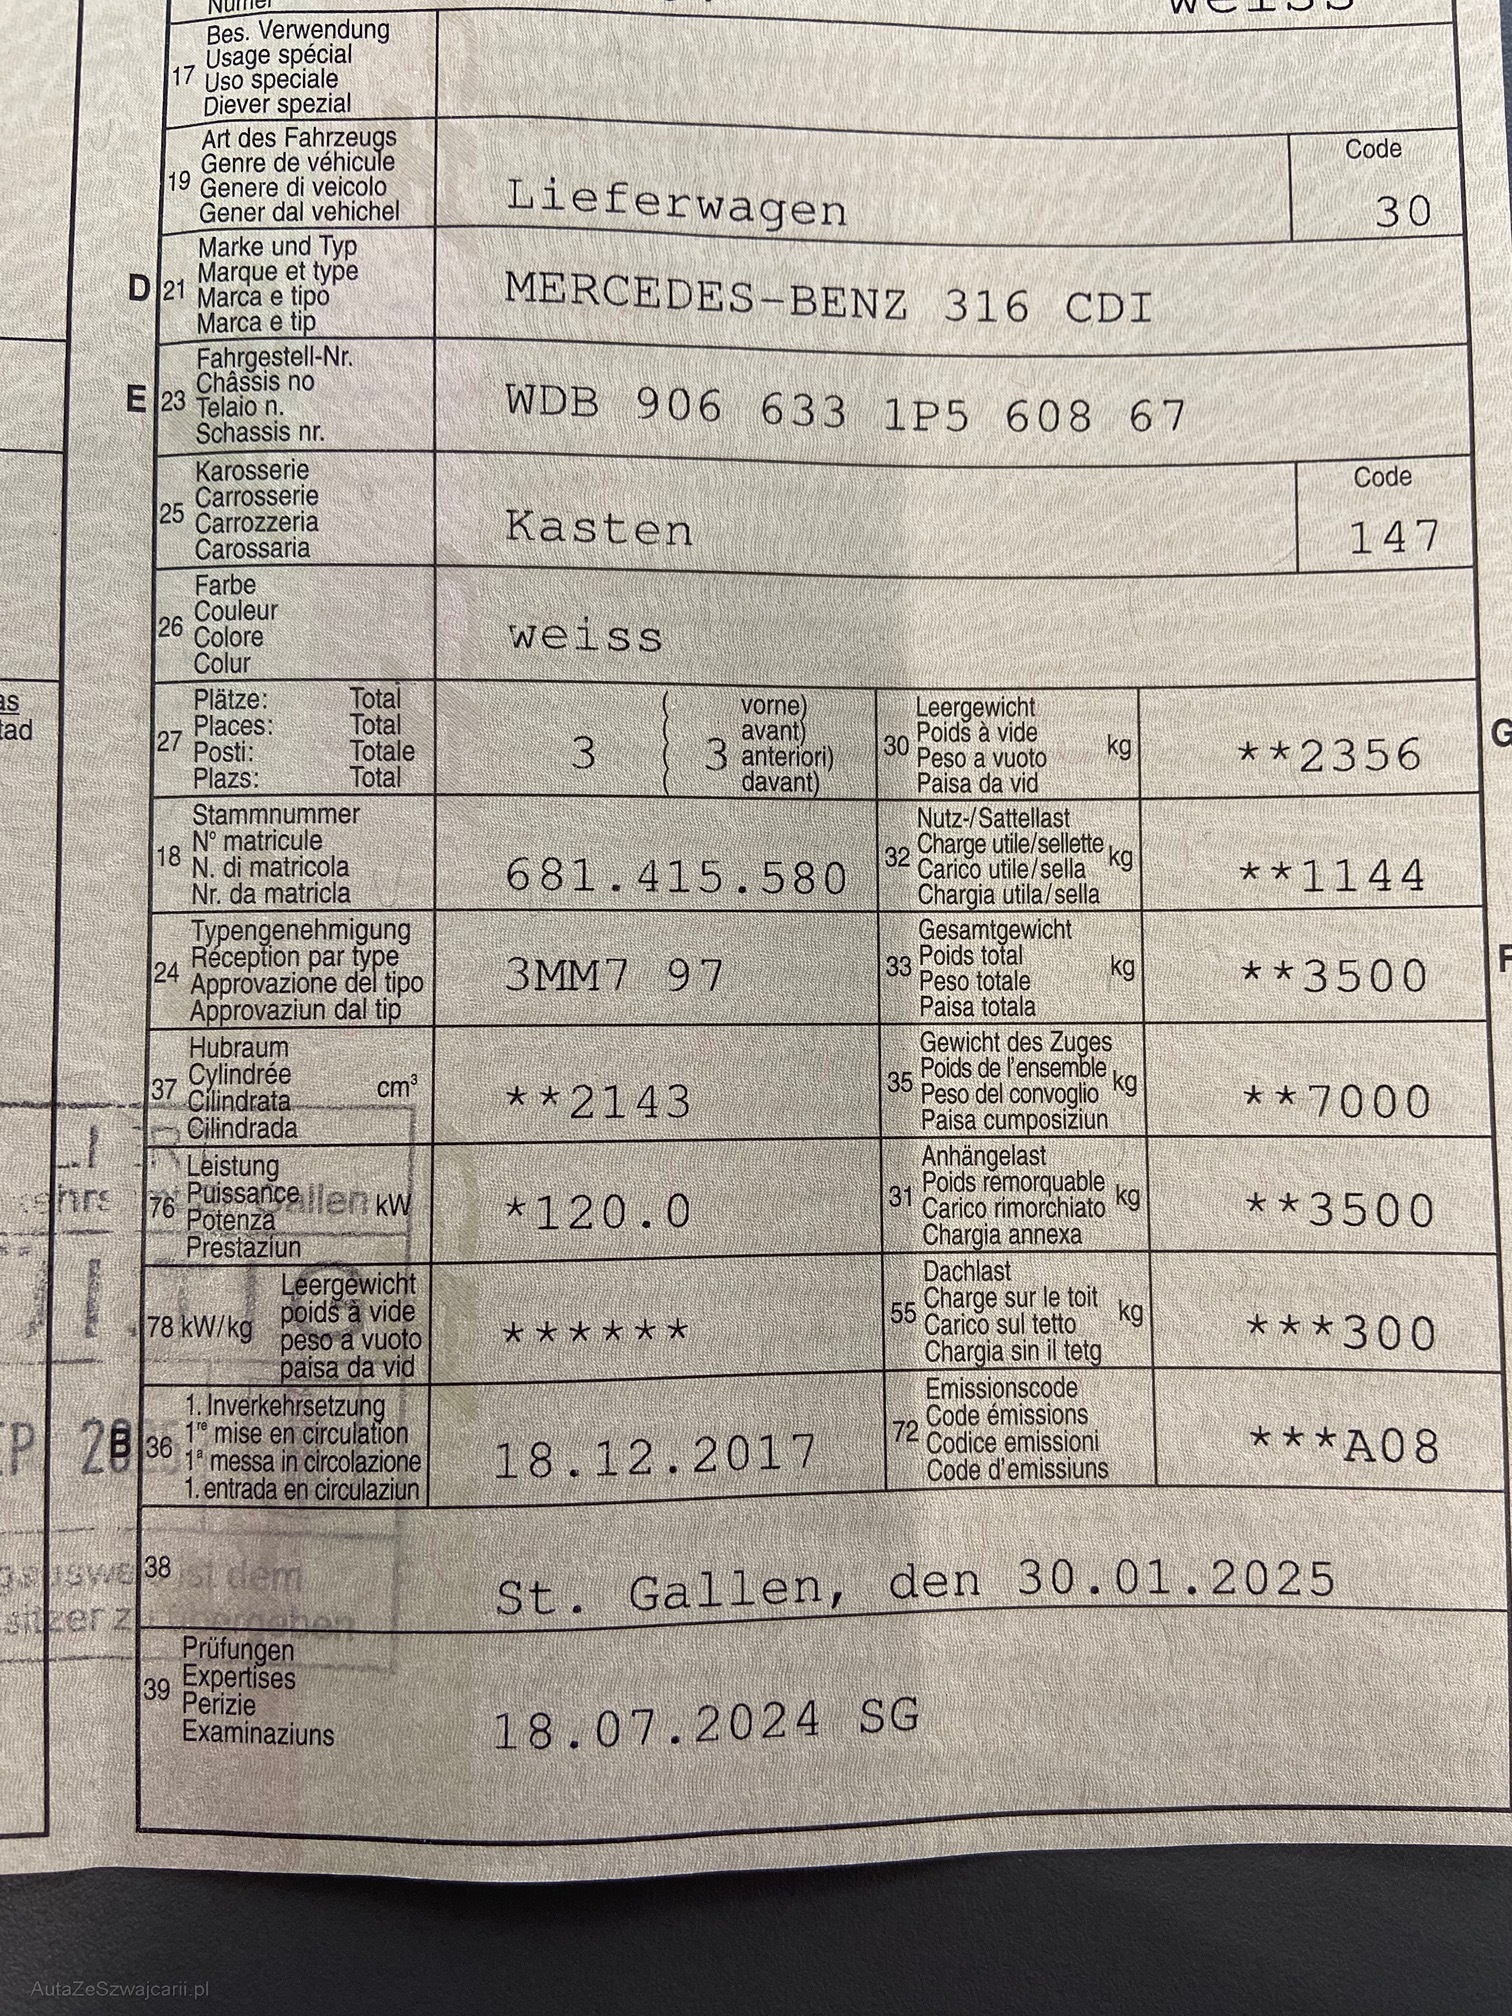 Numer
weiss
17 Bes. Verwendung
Usage spécial
Uso speciale
Diever spezial
19 Art des Fahrzeugs
Genre de véhicule
Genere di veicolo
Gener dal vehichel
Lieferwagen
Code
30
D 21 Marke und Typ
Marque et type
Marca e tipo
Marca e tip
MERCEDES-BENZ 316 CDI
E 23 Fahrgestell-Nr.
Châssis no
Telaio n.
Schassis nr.
WDB 906 633 1P5 608 67
25 Karosserie
Carrosserie
Carrozzeria
Carossaria
Kasten
Code
147
26 Farbe
Couleur
Colore
Colur
weiss
27 Plätze: Total
Places: Total
Posti: Totale
Plazs: Total
3 ( 3 vorne)
avant)
anteriori)
davant)
30 Leergewicht
Poids à vide
Peso a vuoto
Paisa da vid
kg
**2356
G
18 Stammnummer
N° matricule
N. di matricola
Nr. da matricla
681.415.580
32 Nutz-/Sattellast
Charge utile/sellette
Carico utile/sella
Chargia utila/sella
kg
**1144
24 Typengenehmigung
Réception par type
Approvazione del tipo
Approvaziun dal tip
3MM7 97
33 Gesamtgewicht
Poids total
Peso totale
Paisa totala
kg
**3500
F
37 Hubraum
Cylindrée
Cilindrata
Cilindrada
cm³
**2143
35 Gewicht des Zuges
Poids de l'ensemble
Peso del convoglio
Paisa cumposiziun
kg
**7000
76 Leistung
Puissance
Potenza
Prestaziun
kW
*120.0
31 Anhängelast
Poids remorquable
Carico rimorchiato
Chargia annexa
kg
**3500
78 kW/kg
Leergewicht
poids à vide
peso a vuoto
paisa da vid
******
55 Dachlast
Charge sur le toit
Carico sul tetto
Chargia sin il tetg
kg
***300
B 36 1. Inverkehrsetzung
1re mise en circulation
1a messa in circolazione
1. entrada en circulaziun
18.12.2017
72 Emissionscode
Code émissions
Codice emissioni
Code d'emissiuns
***A08
38
St. Gallen, den 30.01.2025
39 Prüfungen
Expertises
Perizie
Examinaziuns
18.07.2024 SG
AutaZeSzwajcarii.pl